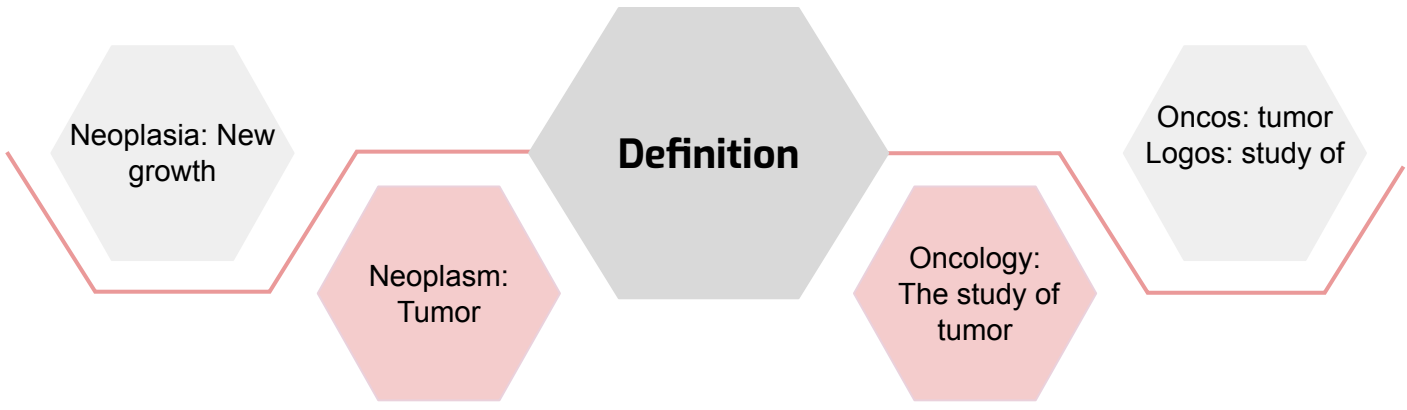 Neoplasia: New
growth
Neoplasm:
Tumor
Definition
Oncology:
The study of
tumor
Oncos: tumor
Logos: study of